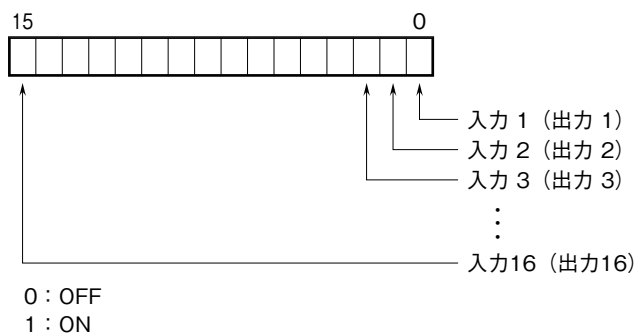 15 0
入力 1（出力 1）
入力 2（出力 2）
入力 3（出力 3）
⋮
入力16（出力16）
0：OFF
1：ON